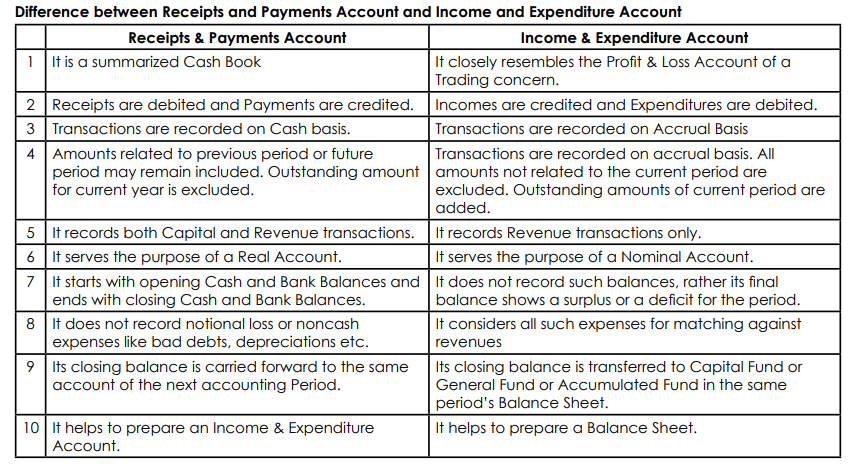 Difference between Receipts and Payments Account and Income and Expenditure Account
Receipts & Payments Account Income & Expenditure Account
1 It is a summarized Cash Book It closely resembles the Profit & Loss Account of a
Trading concern.
2 Receipts are debited and Payments are credited. Incomes are credited and Expenditures are debited.
3 Transactions are recorded on Cash basis. Transactions are recorded on Accrual Basis
4 Amounts related to previous period or future
period may remain included. Outstanding amount
for current year is excluded.
Transactions are recorded on accrual basis. All
amounts not related to the current period are
excluded. Outstanding amounts of current period are
added.
5 It records both Capital and Revenue transactions. It records Revenue transactions only.
6 It serves the purpose of a Real Account. It serves the purpose of a Nominal Account.
7 It starts with opening Cash and Bank Balances and
ends with closing Cash and Bank Balances.
It does not record such balances, rather its final
balance shows a surplus or a deficit for the period.
8 It does not record notional loss or noncash
expenses like bad debts, depreciations etc.
It considers all such expenses for matching against
revenues
9 Its closing balance is carried forward to the same
account of the next accounting Period.
Its closing balance is transferred to Capital Fund or
General Fund or Accumulated Fund in the same
period's Balance Sheet.
10 It helps to prepare an Income & Expenditure
Account.
It helps to prepare a Balance Sheet.